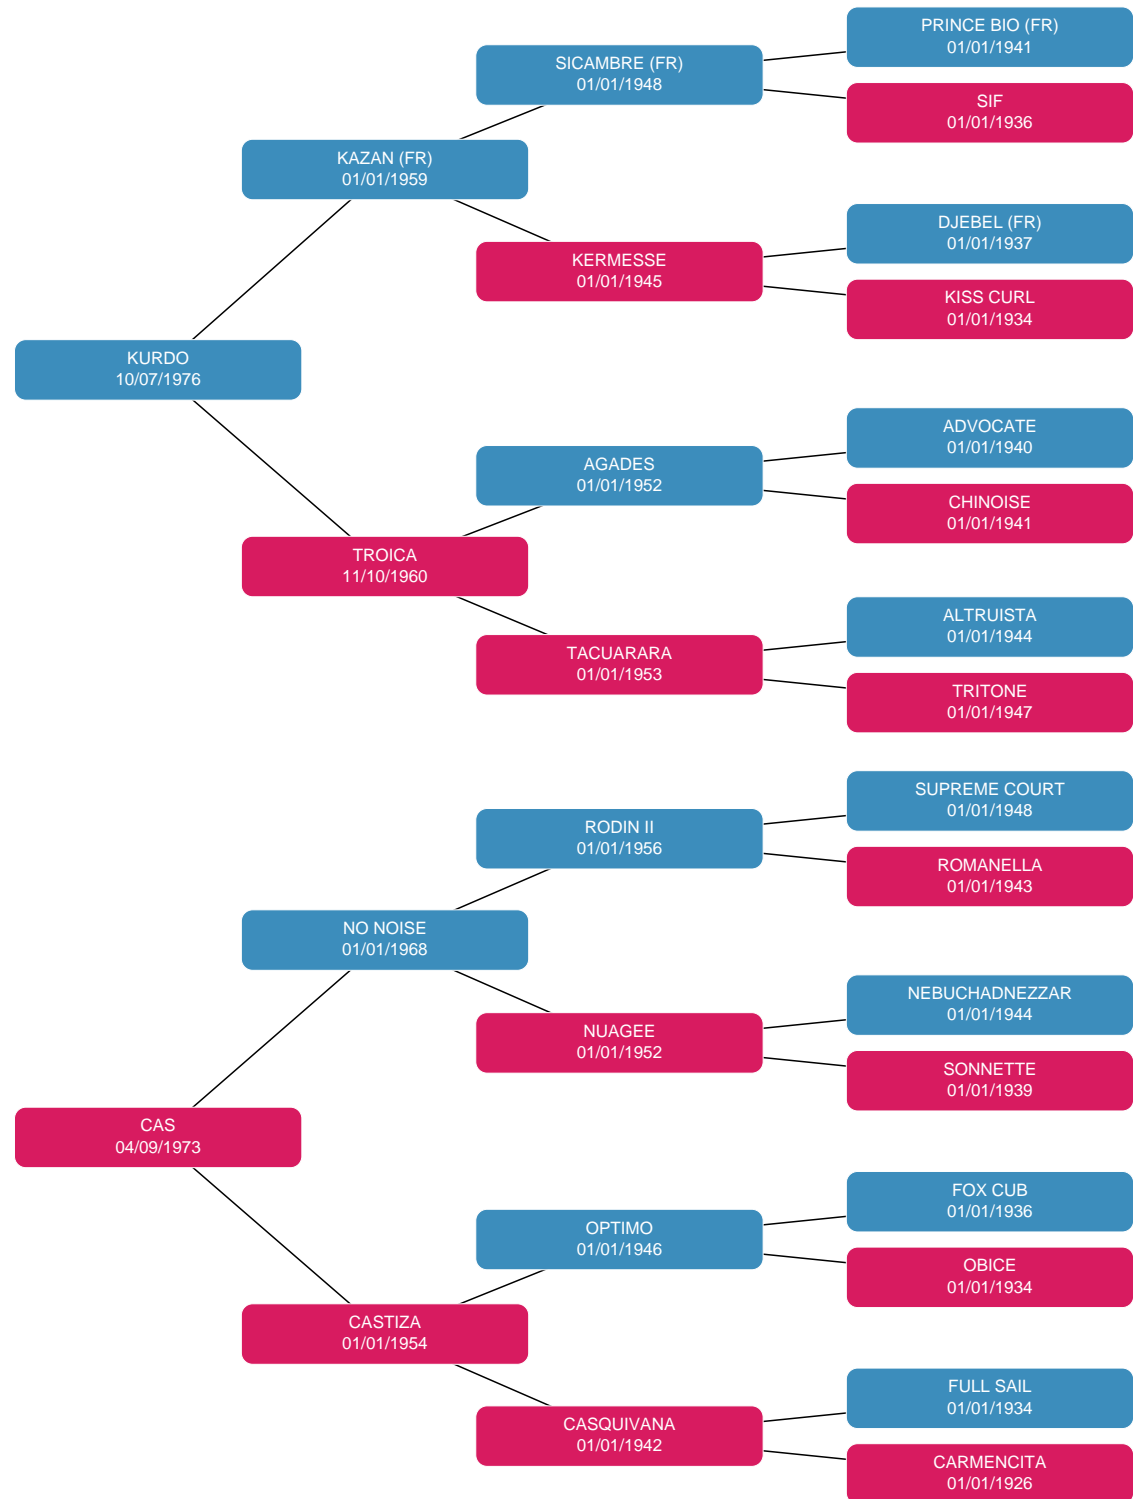 PRINCE BIO (FR)
01/01/1941
SICAMBRE (FR)
01/01/1948
SIF
01/01/1936
KAZAN (FR)
01/01/1959
DJEBEL (FR)
01/01/1937
KERMESSE
01/01/1945
KISS CURL
01/01/1934
KURDO
10/07/1976
ADVOCATE
01/01/1940
AGADES
01/01/1952
CHINOISE
01/01/1941
TROICA
11/10/1960
ALTRUISTA
01/01/1944
TACUARARA
01/01/1953
TRITONE
01/01/1947
SUPREME COURT
01/01/1948
RODIN II
01/01/1956
ROMANELLA
01/01/1943
NO NOISE
01/01/1968
NEBUCHADNEZZAR
01/01/1944
NUAGEE
01/01/1952
SONNETTE
01/01/1939
CAS
04/09/1973
FOX CUB
01/01/1936
OPTIMO
01/01/1946
OBICE
01/01/1934
CASTIZA
01/01/1954
FULL SAIL
01/01/1934
CASQUIVANA
01/01/1942
CARMENCITA
01/01/1926